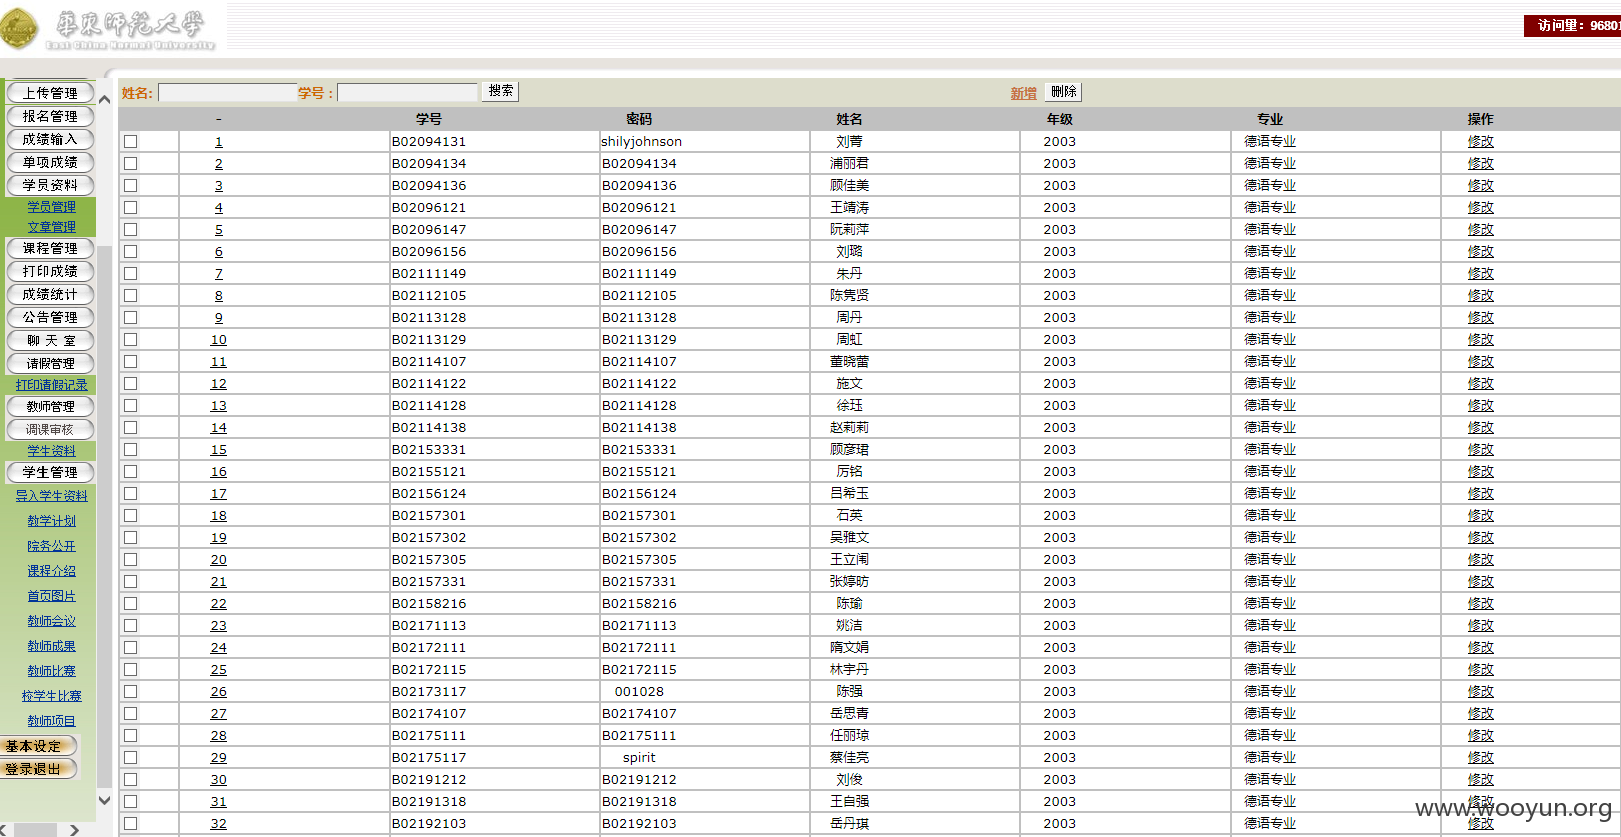 華東師範大學
East China Normal University
访问量：96801
姓名: 学号： 搜索 新增 删除
- 学号 密码 姓名 年级 专业 操作
1 B02094131 shilyjohnson 刘菁 2003 德语专业 修改
2 B02094134 B02094134 浦丽君 2003 德语专业 修改
3 B02094136 B02094136 顾佳美 2003 德语专业 修改
4 B02096121 B02096121 王靖涛 2003 德语专业 修改
5 B02096147 B02096147 阮莉萍 2003 德语专业 修改
6 B02096156 B02096156 刘璐 2003 德语专业 修改
7 B02111149 B02111149 朱丹 2003 德语专业 修改
8 B02112105 B02112105 陈隽贤 2003 德语专业 修改
9 B02113128 B02113128 周丹 2003 德语专业 修改
10 B02113129 B02113129 周虹 2003 德语专业 修改
11 B02114107 B02114107 董晓蕾 2003 德语专业 修改
12 B02114122 B02114122 施文 2003 德语专业 修改
13 B02114128 B02114128 徐珏 2003 德语专业 修改
14 B02114138 B02114138 赵莉莉 2003 德语专业 修改
15 B02153331 B02153331 顾彦珺 2003 德语专业 修改
16 B02155121 B02155121 厉铭 2003 德语专业 修改
17 B02156124 B02156124 吕希玉 2003 德语专业 修改
18 B02157301 B02157301 石英 2003 德语专业 修改
19 B02157302 B02157302 吴雅文 2003 德语专业 修改
20 B02157305 B02157305 王立闱 2003 德语专业 修改
21 B02157331 B02157331 张婷昉 2003 德语专业 修改
22 B02158216 B02158216 陈瑜 2003 德语专业 修改
23 B02171113 B02171113 姚洁 2003 德语专业 修改
24 B02172111 B02172111 隋文娟 2003 德语专业 修改
25 B02172115 B02172115 林宇丹 2003 德语专业 修改
26 B02173117 001028 陈强 2003 德语专业 修改
27 B02174107 B02174107 岳思青 2003 德语专业 修改
28 B02175111 B02175111 任丽琼 2003 德语专业 修改
29 B02175117 spirit 蔡佳亮 2003 德语专业 修改
30 B02191212 B02191212 刘俊 2003 德语专业 修改
31 B02191318 B02191318 王自强 2003 德语专业 修改
32 B02192103 B02192103 岳丹琪 2003 德语专业 修改
上传管理
报名管理
成绩输入
单项成绩
学员资料
学员管理
文章管理
课程管理
打印成绩
成绩统计
公告管理
聊 天 室
请假管理
打印请假记录
教师管理
调课审核
学生资料
学生管理
导入学生资料
教学计划
院务公开
课程介绍
首页图片
教师会议
教师成果
教师比赛
检学生比赛
教师项目
基本设定
登录退出
www.wooyun.org